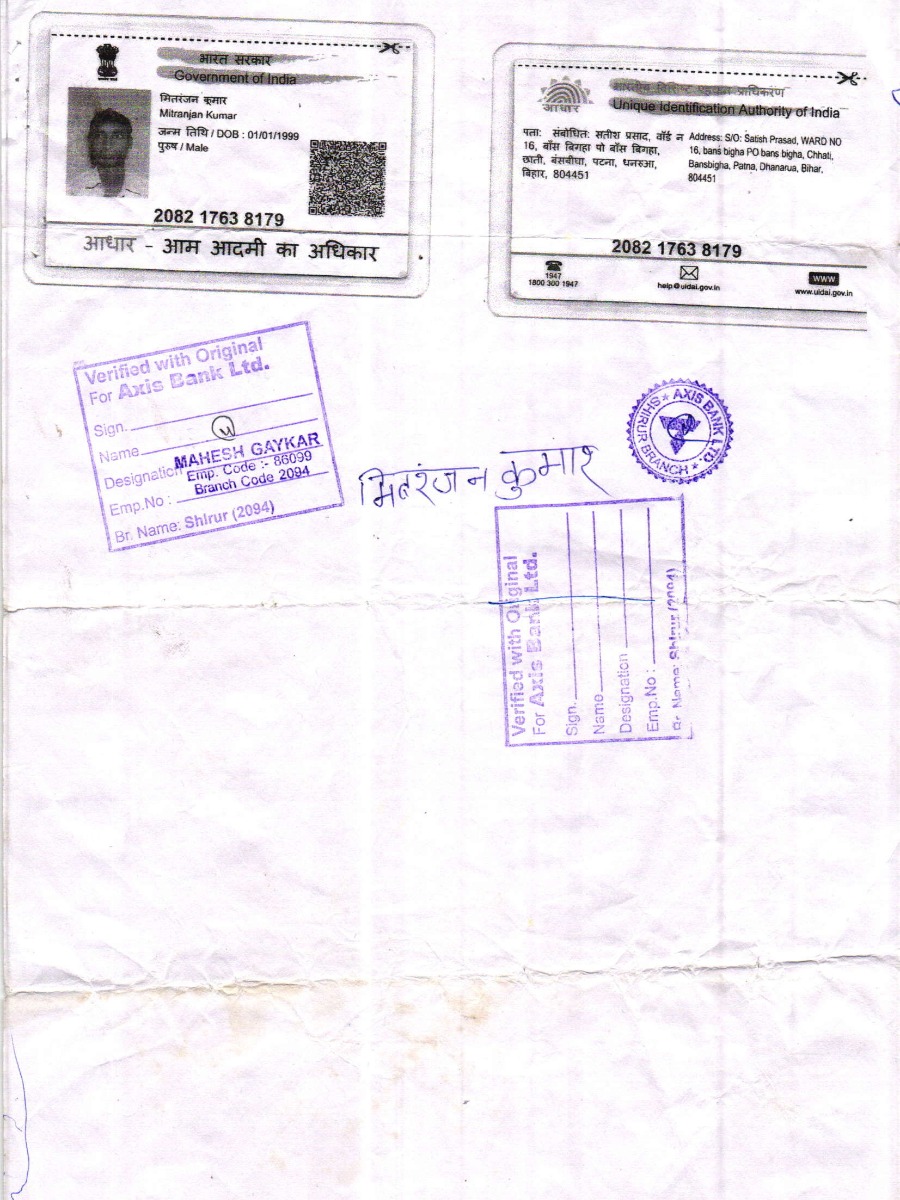 भारत सरकार
Government of India
मितरंजन कूमार
Mitranjan Kumar
जन्म तिथि / DOB : 01/01/1999
पुरुष / Male
2082 1763 8179
आधार - आम आदमी का अधिकार
भारतीय विशिष्ट पहचान प्राधिकरण
Unique Identification Authority of India
आधार
पता: संबोधित: सतीश प्रसाद, वॉर्ड न
16, बाँस बिगहा पो बाँस बिगहा,
छाती, बंसबीघा, पटना, धनरुआ,
बिहार, 804451
Address: S/O: Satish Prasad, WARD NO
16, bans bigha PO bans bigha, Chhati,
Bansbigha, Patna, Dhanarua, Bihar,
804451
2082 1763 8179
1947
1800 300 1947
help@uidai.gov.in
www
www.uidai.gov.in
Verified with Original
For Axis Bank Ltd.
Sign.
Name
MAHESH GAYKAR
Designation
Emp. Code :- 86099
Branch Code 2094
Emp.No :
Br. Name: Shirur (2094)
मितरंजन कुमार
AXIS BANK LTD
SHIRUR BRANCH
Verified with Original
For Axis Bank Ltd.
Sign.
Name
Designation
Emp.No :
Br. Name: Shirur (2094)